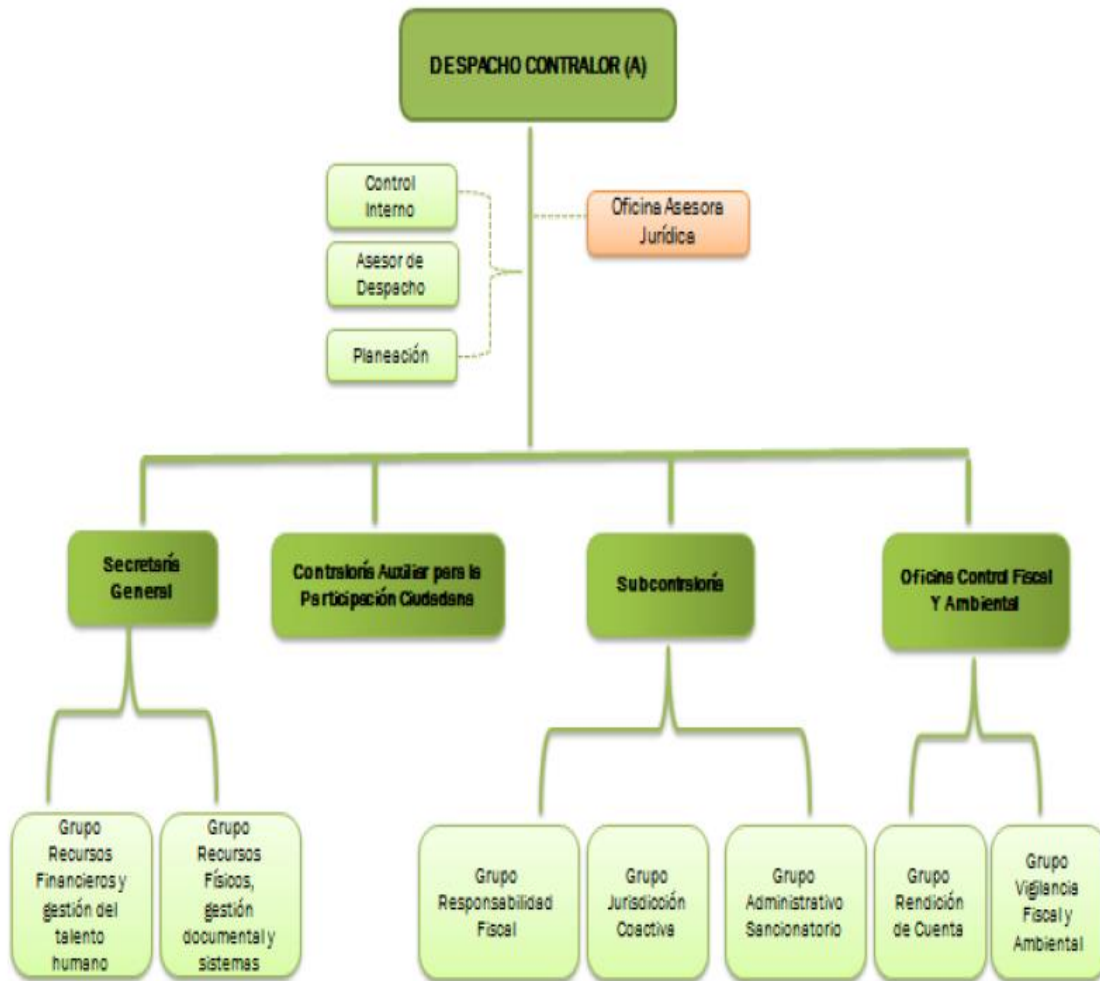 DESPACHO CONTRALOR (A)
Control
Interno
Oficina Asesora
Jurídica
Asesor de
Despacho
Planeación
Secretaría
General
Contraloría Auxiliar para la
Participación Ciudadana
Subcontraloría
Oficina Control Fiscal
Y Ambiental
Grupo
Recursos
Financieros y
gestión del
talento
humano
Grupo
Recursos
Físicos,
gestión
documental y
sistemas
Grupo
Responsabilidad
Fiscal
Grupo
Jurisdicción
Coactiva
Grupo
Administrativo
Sancionatorio
Grupo
Rendición
de Cuenta
Grupo
Vigilancia
Fiscal y
Ambiental